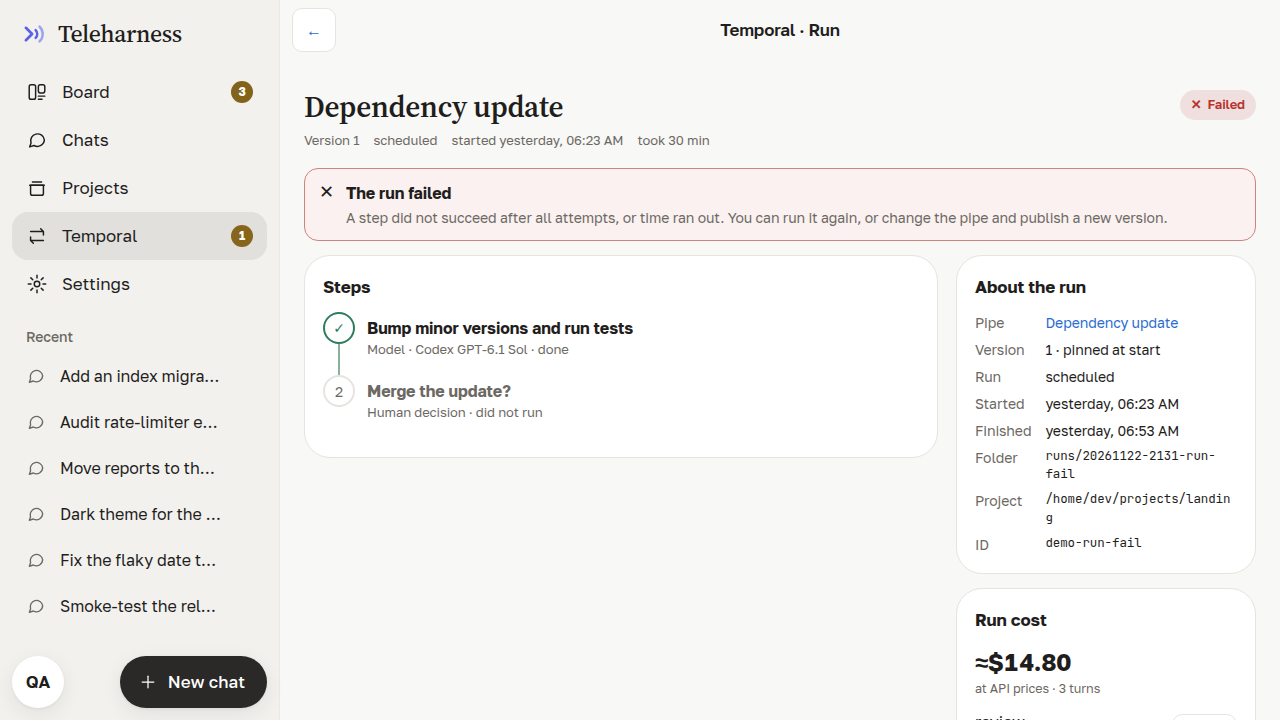 Teleharness
Board 3
Chats
Projects
Temporal 1
Settings
Recent
Add an index migra...
Audit rate-limiter e...
Move reports to th...
Dark theme for the ...
Fix the flaky date t...
Smoke-test the rel...
QA
+ New chat
←
Temporal · Run
Dependency update
✕ Failed
Version 1 scheduled started yesterday, 06:23 AM took 30 min
✕ The run failed
A step did not succeed after all attempts, or time ran out. You can run it again, or change the pipe and publish a new version.
Steps
✓ Bump minor versions and run tests
Model · Codex GPT-6.1 Sol · done
2 Merge the update?
Human decision · did not run
About the run
Pipe Dependency update
Version 1 · pinned at start
Run scheduled
Started yesterday, 06:23 AM
Finished yesterday, 06:53 AM
Folder runs/20261122-2131-run-
fail
Project /home/dev/projects/landin
g
ID demo-run-fail
Run cost
≈$14.80
at API prices · 3 turns